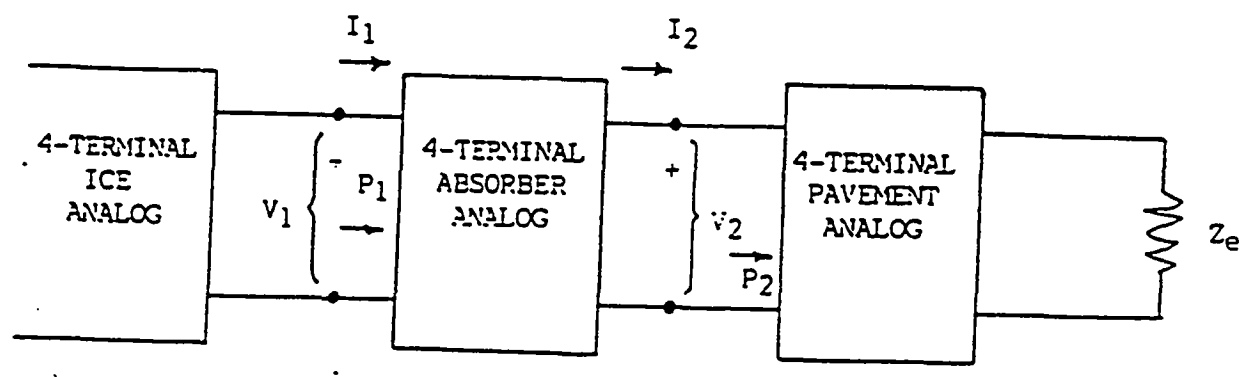 I1
I2
4-TERMINAL
ICE
ANALOG
V1
P1
4-TERMINAL
ABSORBER
ANALOG
+
V2
P2
4-TERMINAL
PAVEMENT
ANALOG
Ze